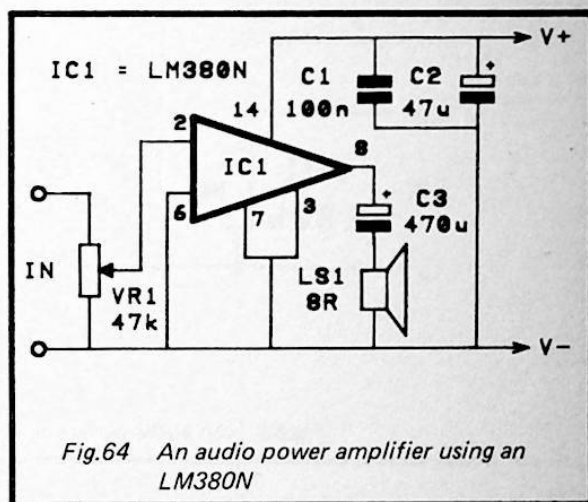 IC1 = LM380N
V+
C1
100n
C2
47u
+
14
2
8
IC1
6
7
3
+
C3
470u
IN
VR1
47k
LS1
8R
V-
Fig.64 An audio power amplifier using an
LM380N